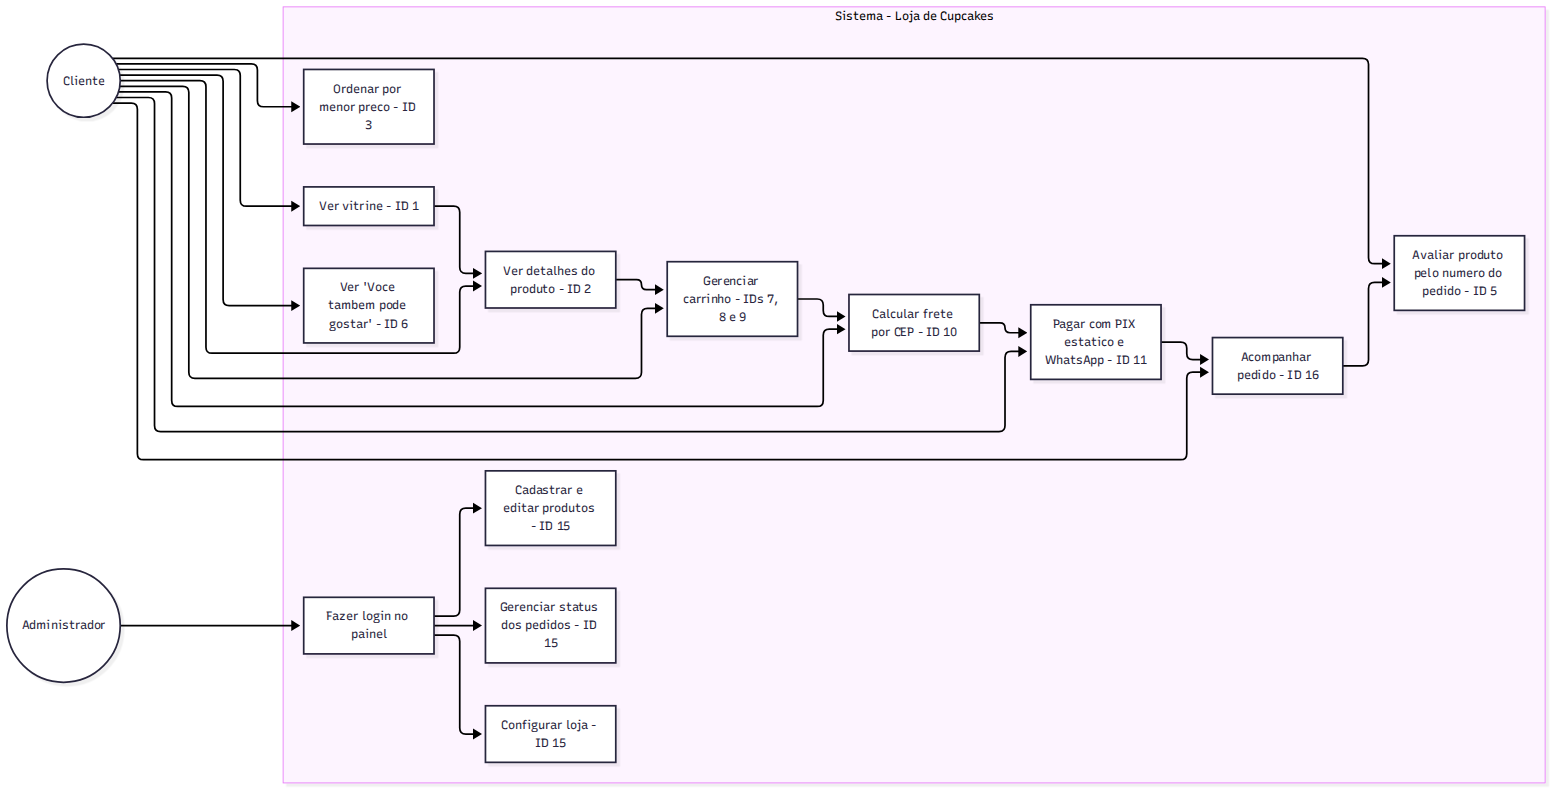 Sistema - Loja de Cupcakes
Cliente
Ordenar por
menor preco - ID
3
Ver vitrine - ID 1
Ver 'Voce
tambem pode
gostar' - ID 6
Ver detalhes do
produto - ID 2
Gerenciar
carrinho - IDs 7,
8 e 9
Calcular frete
por CEP - ID 10
Pagar com PIX
estatico e
WhatsApp - ID 11
Acompanhar
pedido - ID 16
Avaliar produto
pelo numero do
pedido - ID 5
Administrador
Fazer login no
painel
Cadastrar e
editar produtos
- ID 15
Gerenciar status
dos pedidos - ID
15
Configurar loja -
ID 15